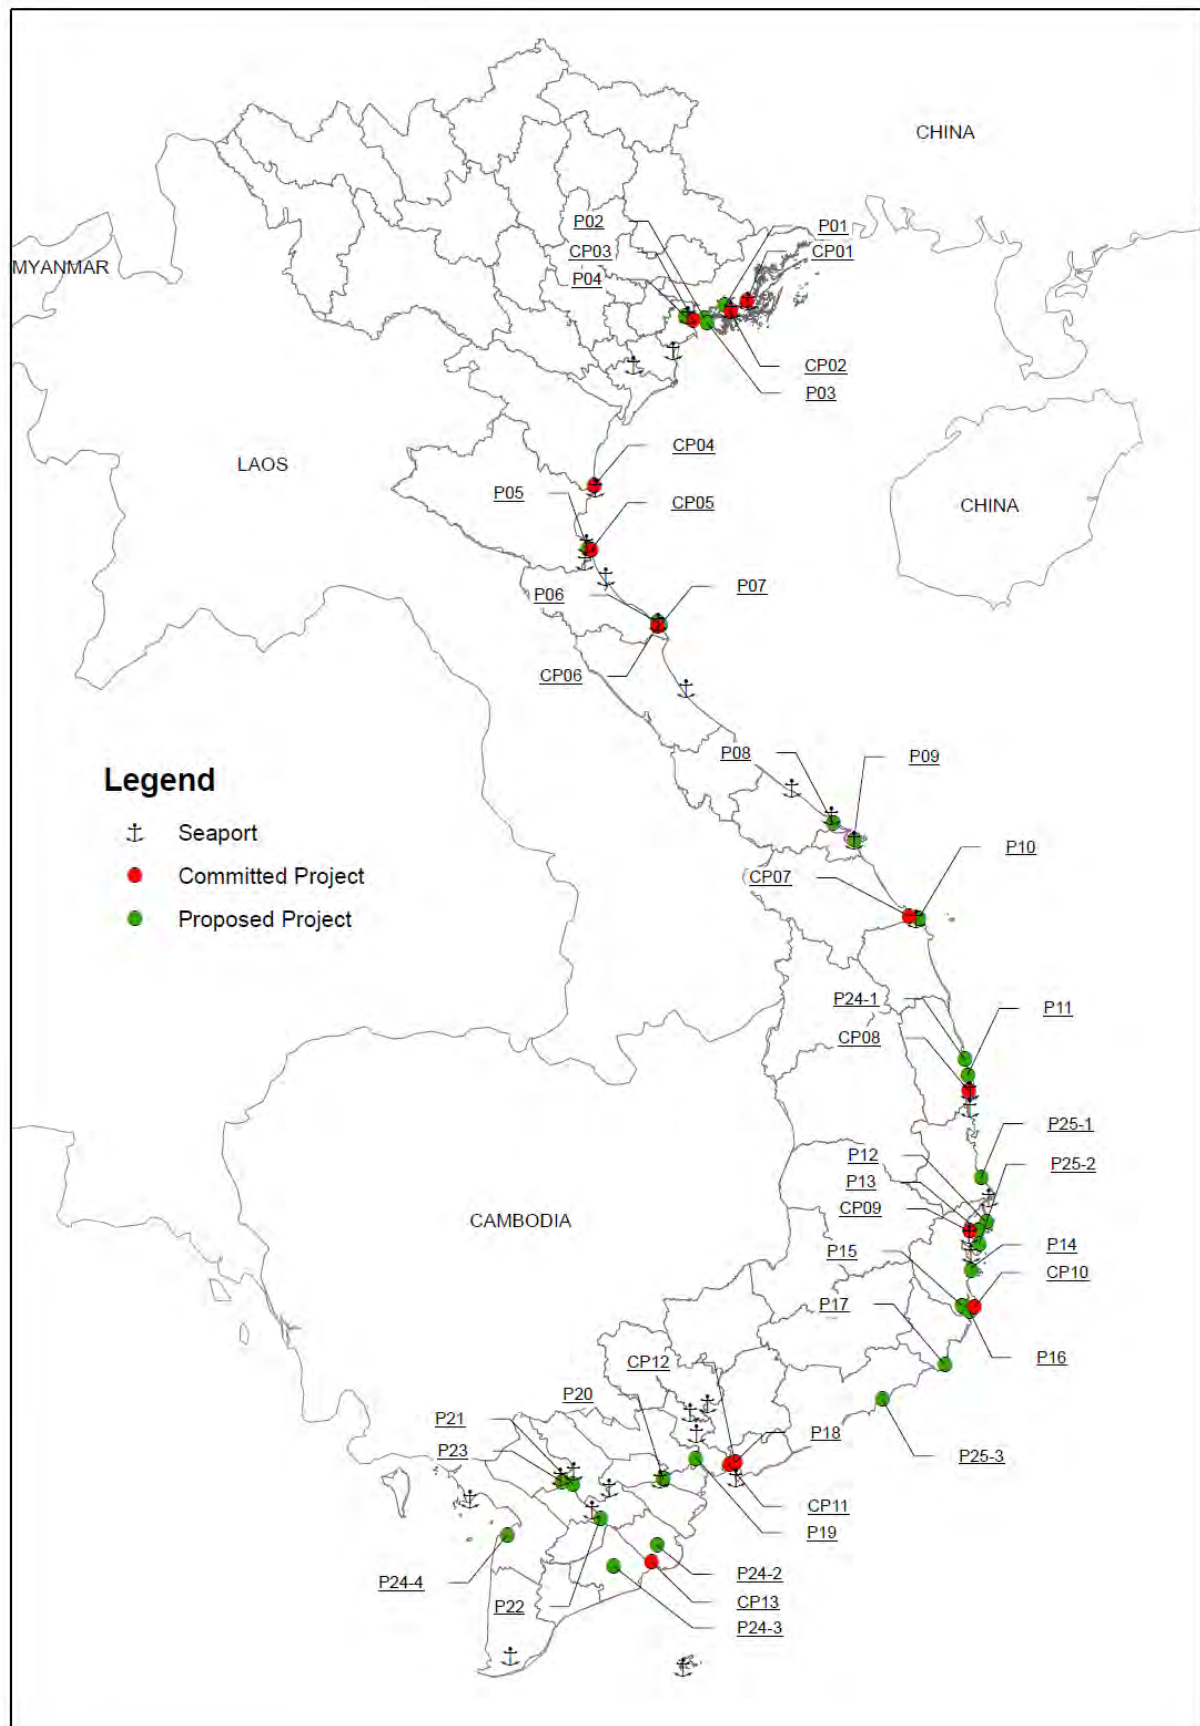 CHINA
P02
P01
CP03
CP01
MYANMAR
P04
CP02
P03
CP04
LAOS
P05
CP05
CHINA
P06
P07
CP06
P08
P09
Legend
Seaport
Committed Project
Proposed Project
P10
CP07
P24-1
P11
CP08
P25-1
P12
P25-2
P13
CP09
CAMBODIA
P14
P15
CP10
P17
P16
CP12
P20
P21
P18
P23
P25-3
CP11
P19
P24-4
P24-2
CP13
P22
P24-3